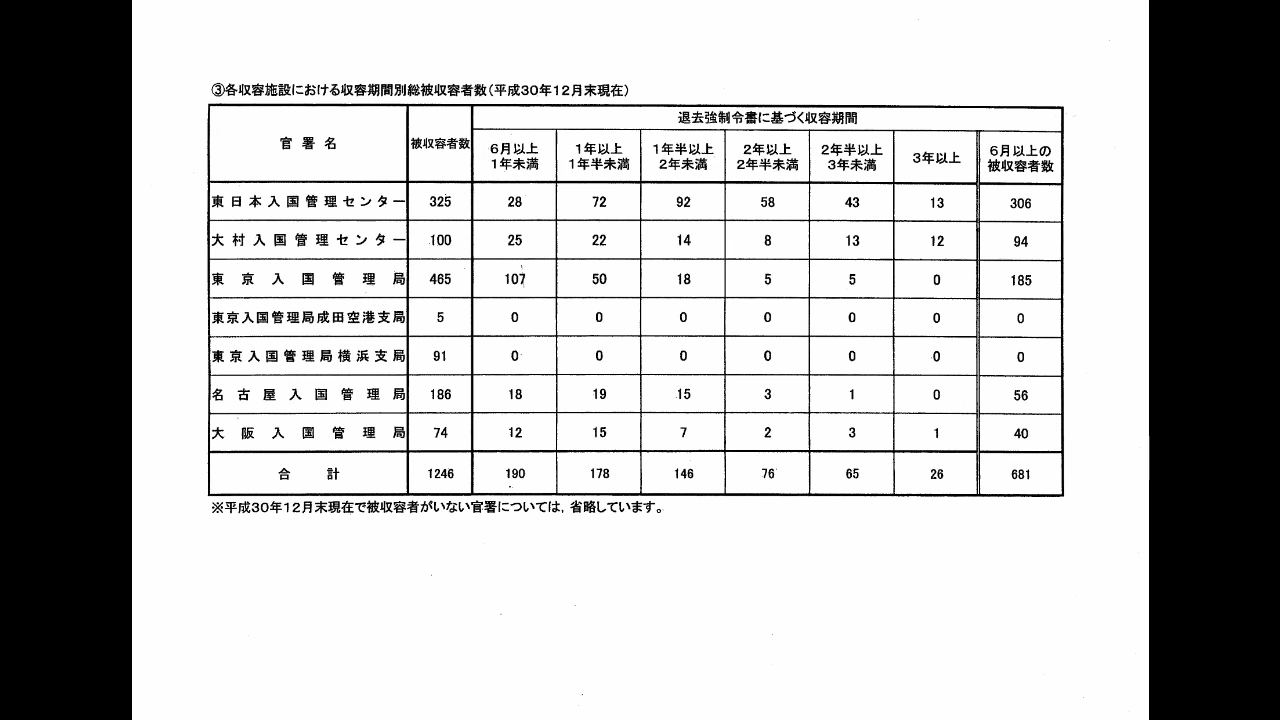 ③各収容施設における収容期間別総被収容者数(平成30年12月末現在)
官署名 被収容者数 退去強制令書に基づく収容期間
6月以上1年未満 1年以上1年半未満 1年半以上2年未満 2年以上2年半未満 2年半以上3年未満 3年以上 6月以上の被収容者数
東日本入国管理センター 325 28 72 92 58 43 13 306
大村入国管理センター 100 25 22 14 8 13 12 94
東京入国管理局 465 107 50 18 5 5 0 185
東京入国管理局成田空港支局 5 0 0 0 0 0 0 0
東京入国管理局横浜支局 91 0 0 0 0 0 0 0
名古屋入国管理局 186 18 19 15 3 1 0 56
大阪入国管理局 74 12 15 7 2 3 1 40
合計 1246 190 178 146 76 65 26 681
※平成30年12月末現在で被収容者がいない官署については,省略しています。